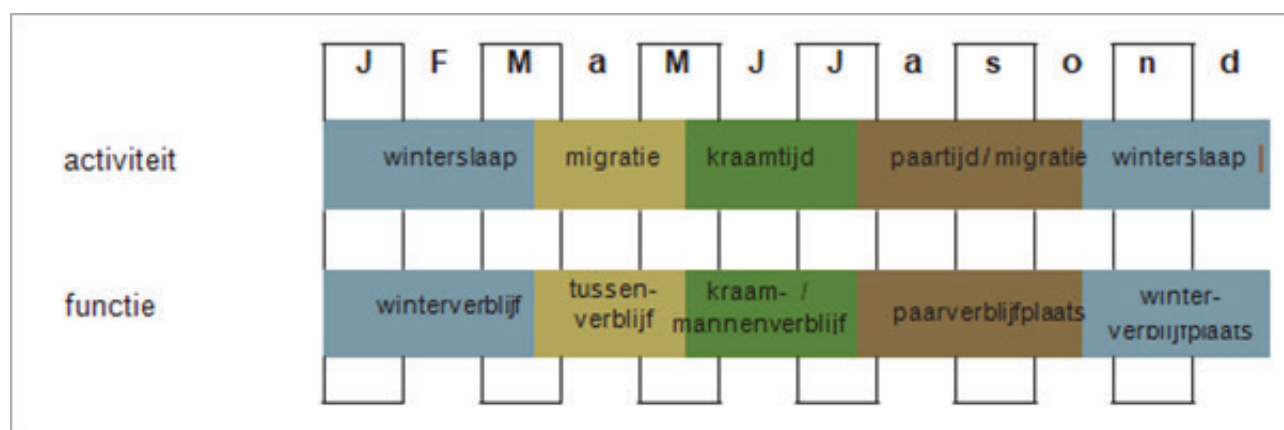 J F M a M J J a s o n d
activiteit winterslaap migratie kraamtijd paartijd / migratie winterslaap
functie winterverblijf tussen-
verblijf kraam- /
mannenverblijf paarverblijfplaats winter-
verblijfplaats